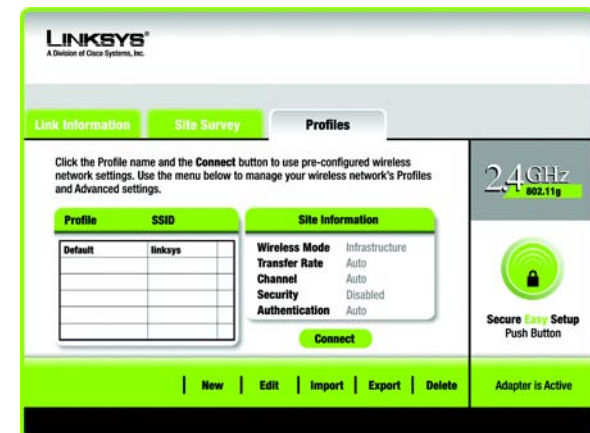 LINKSYS®
A Division of Cisco Systems, Inc.
Link Information
Site Survey
Profiles
Click the Profile name and the Connect button to use pre-configured wireless
network settings. Use the menu below to manage your wireless network's Profiles
and Advanced settings.
Profile SSID
Default linksys
Site Information
Wireless Mode Infrastructure
Transfer Rate Auto
Channel Auto
Security Disabled
Authentication Auto
Connect
2.4GHz
802.11g
Secure Easy Setup
Push Button
New Edit Import Export Delete
Adapter is Active